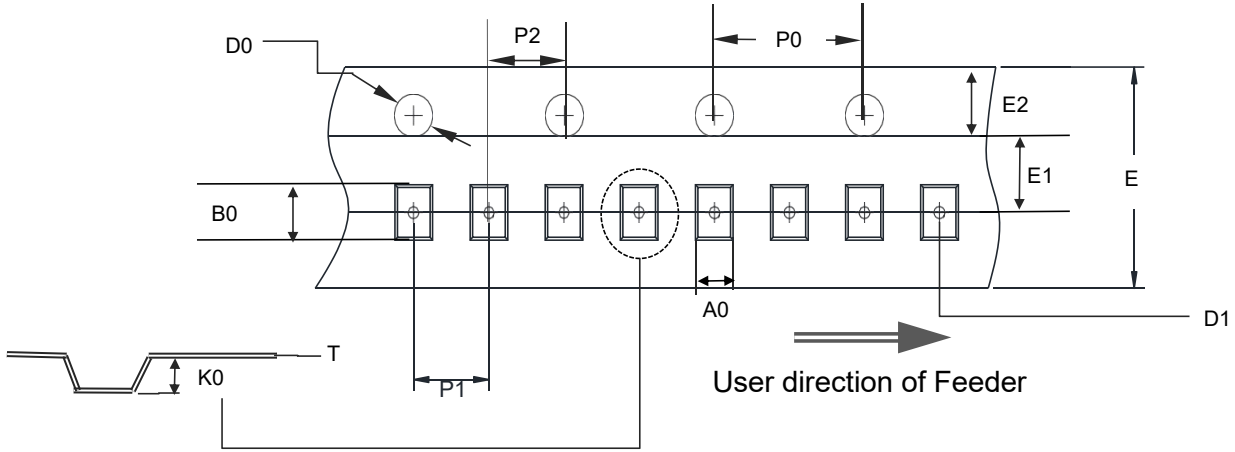 P2
P0
D0
E2
E1
E
B0
A0
D1
T
K0
P1
User direction of Feeder